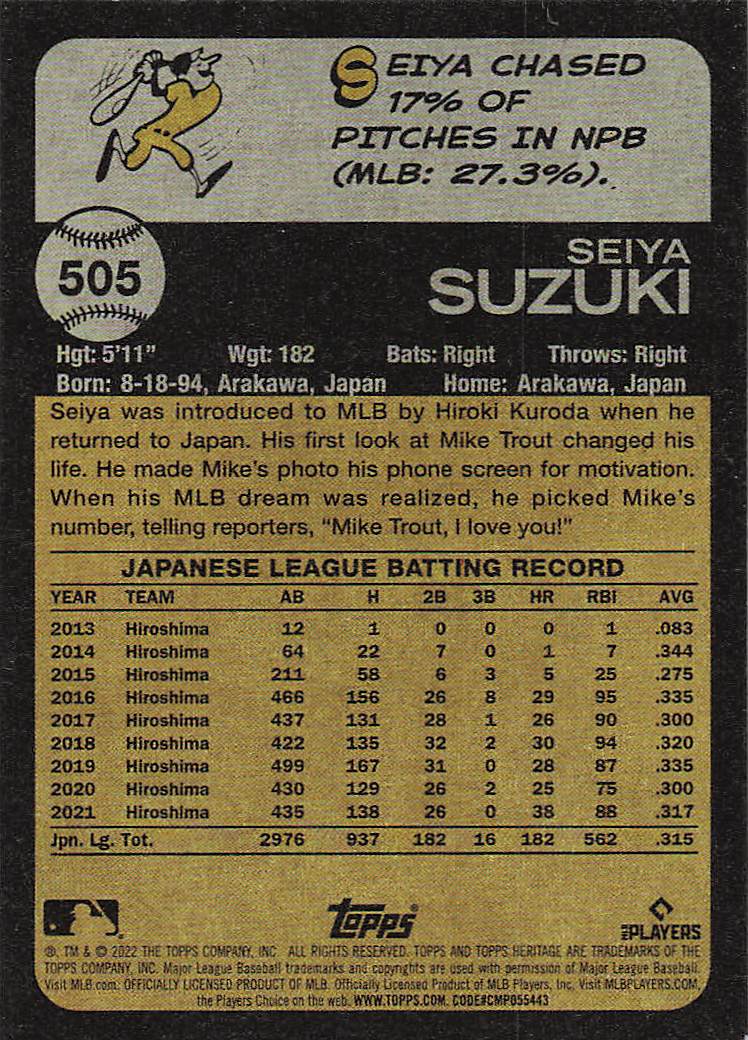 SEIYA CHASED
17% OF
PITCHES IN NPB
(MLB: 27.3%).
505
SEIYA
SUZUKI
Hgt: 5'11" Wgt: 182 Bats: Right Throws: Right
Born: 8-18-94, Arakawa, Japan Home: Arakawa, Japan
Seiya was introduced to MLB by Hiroki Kuroda when he
returned to Japan. His first look at Mike Trout changed his
life. He made Mike's photo his phone screen for motivation.
When his MLB dream was realized, he picked Mike's
number, telling reporters, "Mike Trout, I love you!"
JAPANESE LEAGUE BATTING RECORD
YEAR TEAM AB H 2B 3B HR RBI AVG
2013 Hiroshima 12 1 0 0 0 1 .083
2014 Hiroshima 64 22 7 0 1 7 .344
2015 Hiroshima 211 58 6 3 5 25 .275
2016 Hiroshima 466 156 26 8 29 95 .335
2017 Hiroshima 437 131 28 1 26 90 .300
2018 Hiroshima 422 135 32 2 30 94 .320
2019 Hiroshima 499 167 31 0 28 87 .335
2020 Hiroshima 430 129 26 2 25 75 .300
2021 Hiroshima 435 138 26 0 38 88 .317
Jpn. Lg. Tot. 2976 937 182 16 182 562 .315
topps®
MLB PLAYERS
®, TM & © 2022 THE TOPPS COMPANY, INC. ALL RIGHTS RESERVED. TOPPS AND TOPPS HERITAGE ARE TRADEMARKS OF THE
TOPPS COMPANY, INC. Major League Baseball trademarks and copyrights are used with permission of Major League Baseball.
Visit MLB.com. OFFICIALLY LICENSED PRODUCT OF MLB. Officially Licensed Product of MLB Players, Inc. Visit MLBPLAYERS.COM,
the Players Choice on the web. WWW.TOPPS.COM. CODE#CMP055443